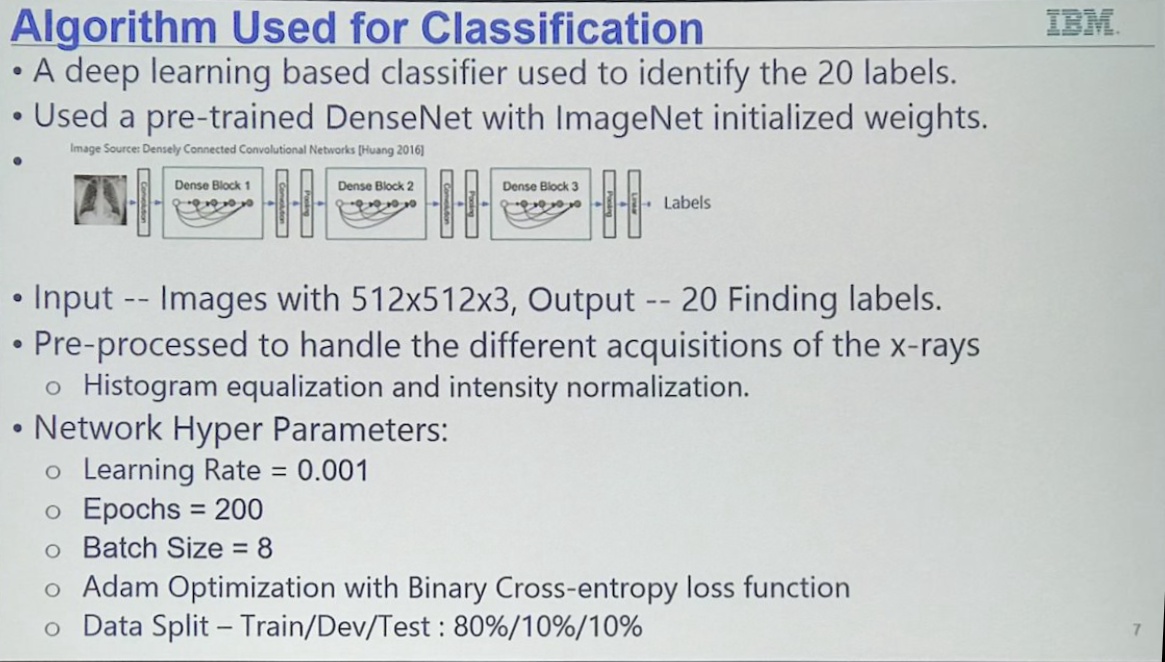 Algorithm Used for Classification
IBM.
• A deep learning based classifier used to identify the 20 labels.
• Used a pre-trained DenseNet with ImageNet initialized weights.
Image Source: Densely Connected Convolutional Networks [Huang 2016]
•
Convolution Dense Block 1 Convolution Pooling Dense Block 2 Convolution Pooling Dense Block 3 Pooling Linear Labels
• Input -- Images with 512x512x3, Output -- 20 Finding labels.
• Pre-processed to handle the different acquisitions of the x-rays
o Histogram equalization and intensity normalization.
• Network Hyper Parameters:
o Learning Rate = 0.001
o Epochs = 200
o Batch Size = 8
o Adam Optimization with Binary Cross-entropy loss function
o Data Split – Train/Dev/Test : 80%/10%/10%
7